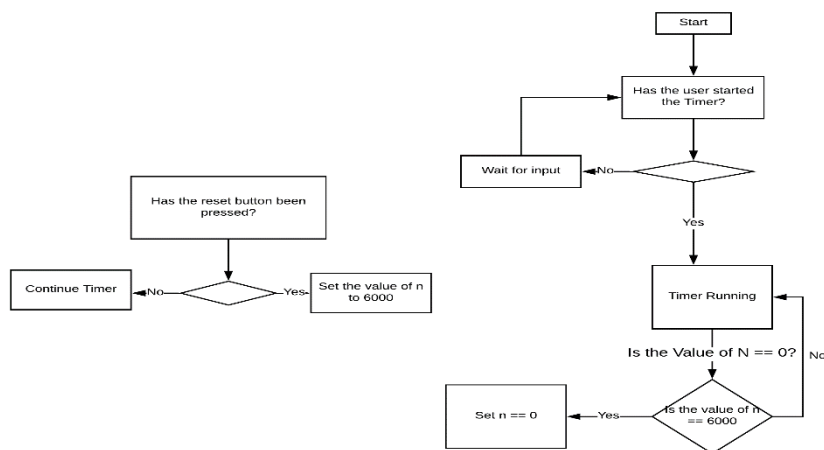 Start
Has the user started
the Timer?
Wait for input
No
Yes
Timer Running
Is the Value of N == 0?
No
Is the value of n
== 6000
Yes
Set n == 0
Has the reset button been
pressed?
Continue Timer
No
Yes
Set the value of n
to 6000